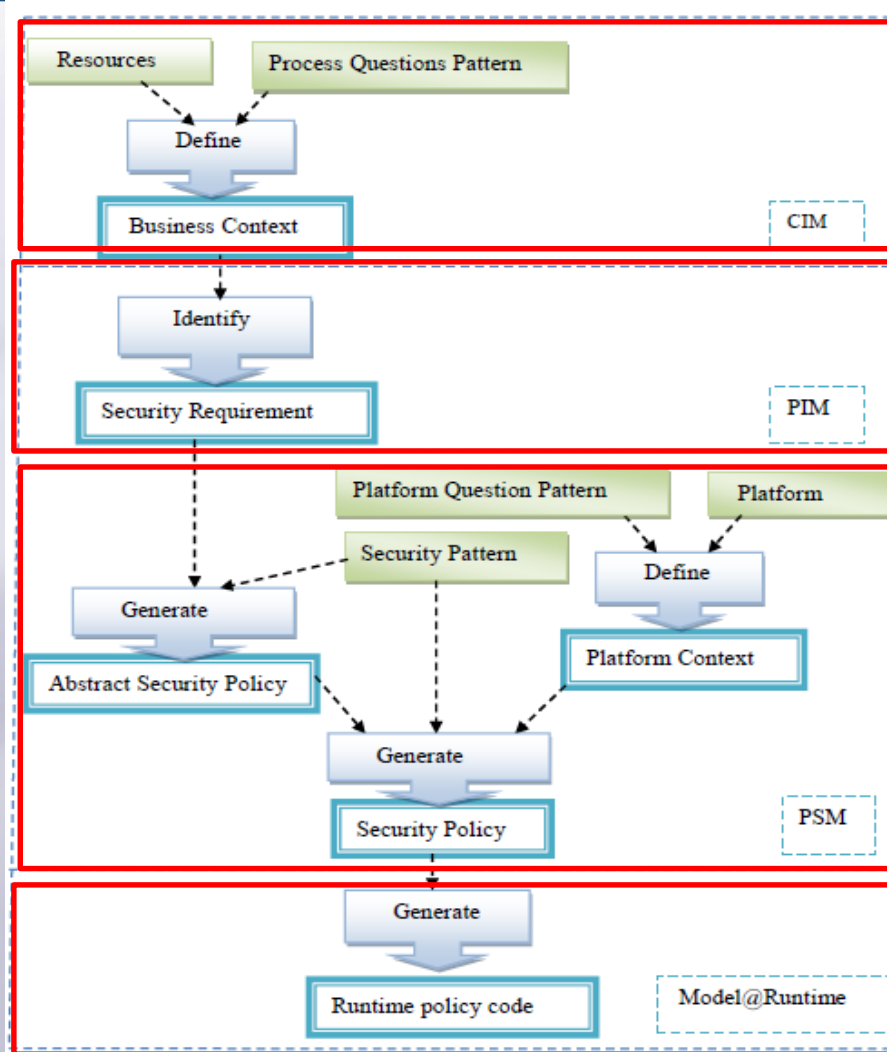 Resources
Process Questions Pattern
Define
Business Context
CIM
Identify
Security Requirement
PIM
Platform Question Pattern
Platform
Security Pattern
Define
Generate
Platform Context
Abstract Security Policy
Generate
PSM
Security Policy
Generate
Runtime policy code
Model@Runtime